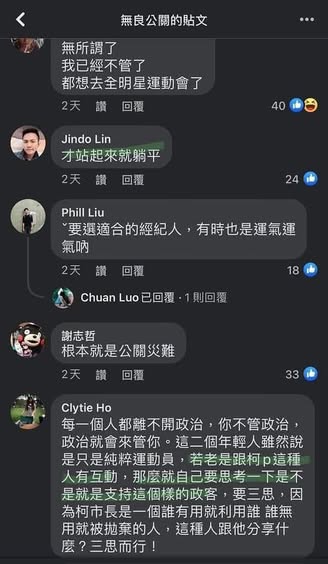 無良公關的貼文
無所謂了
我已經不管了
都想去全明星運動會了
2天 讚 回覆 40
Jindo Lin
才站起來就躺平
2天 讚 回覆 24
Phill Liu
ˇ要選適合的經紀人，有時也是運氣運
氣吶
2天 讚 回覆 18
Chuan Luo 已回覆 · 1 則回覆
謝志哲
根本就是公關災難
2天 讚 回覆 33
Clytie Ho
每一個人都離不開政治，你不管政治，
政治就會來管你。這二個年輕人雖然說
是只是純粹運動員，若老是跟柯p這種
人有互動，那麼就自己要思考一下是不
是就是支持這個樣的政客，要三思，因
為柯市長是一個誰有用就利用誰 誰無
用就被拋棄的人，這種人跟他分享什
麼？三思而行！